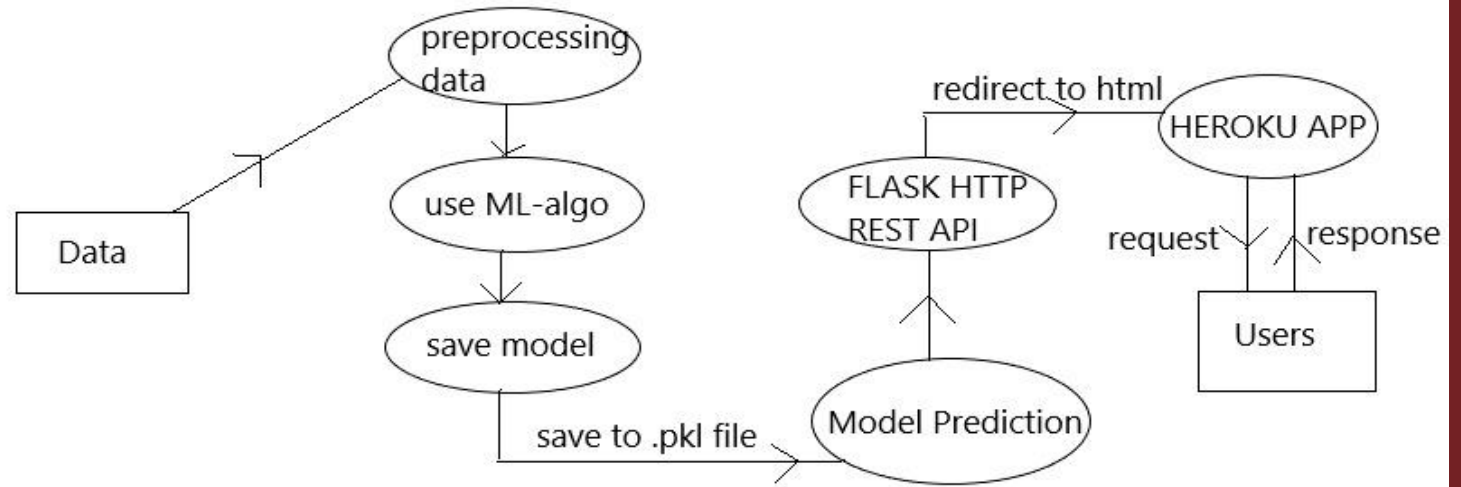 Data
preprocessing
data
use ML-algo
save model
save to .pkl file
Model Prediction
FLASK HTTP
REST API
redirect to html
HEROKU APP
request
response
Users